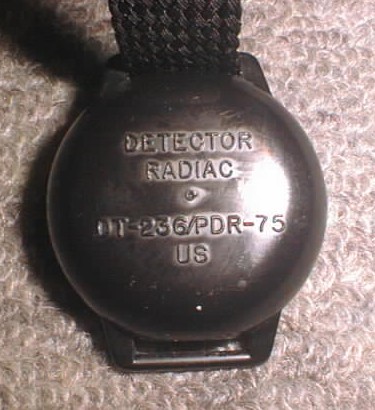 DETECTOR
RADIAC
DT-236/PDR-75
US